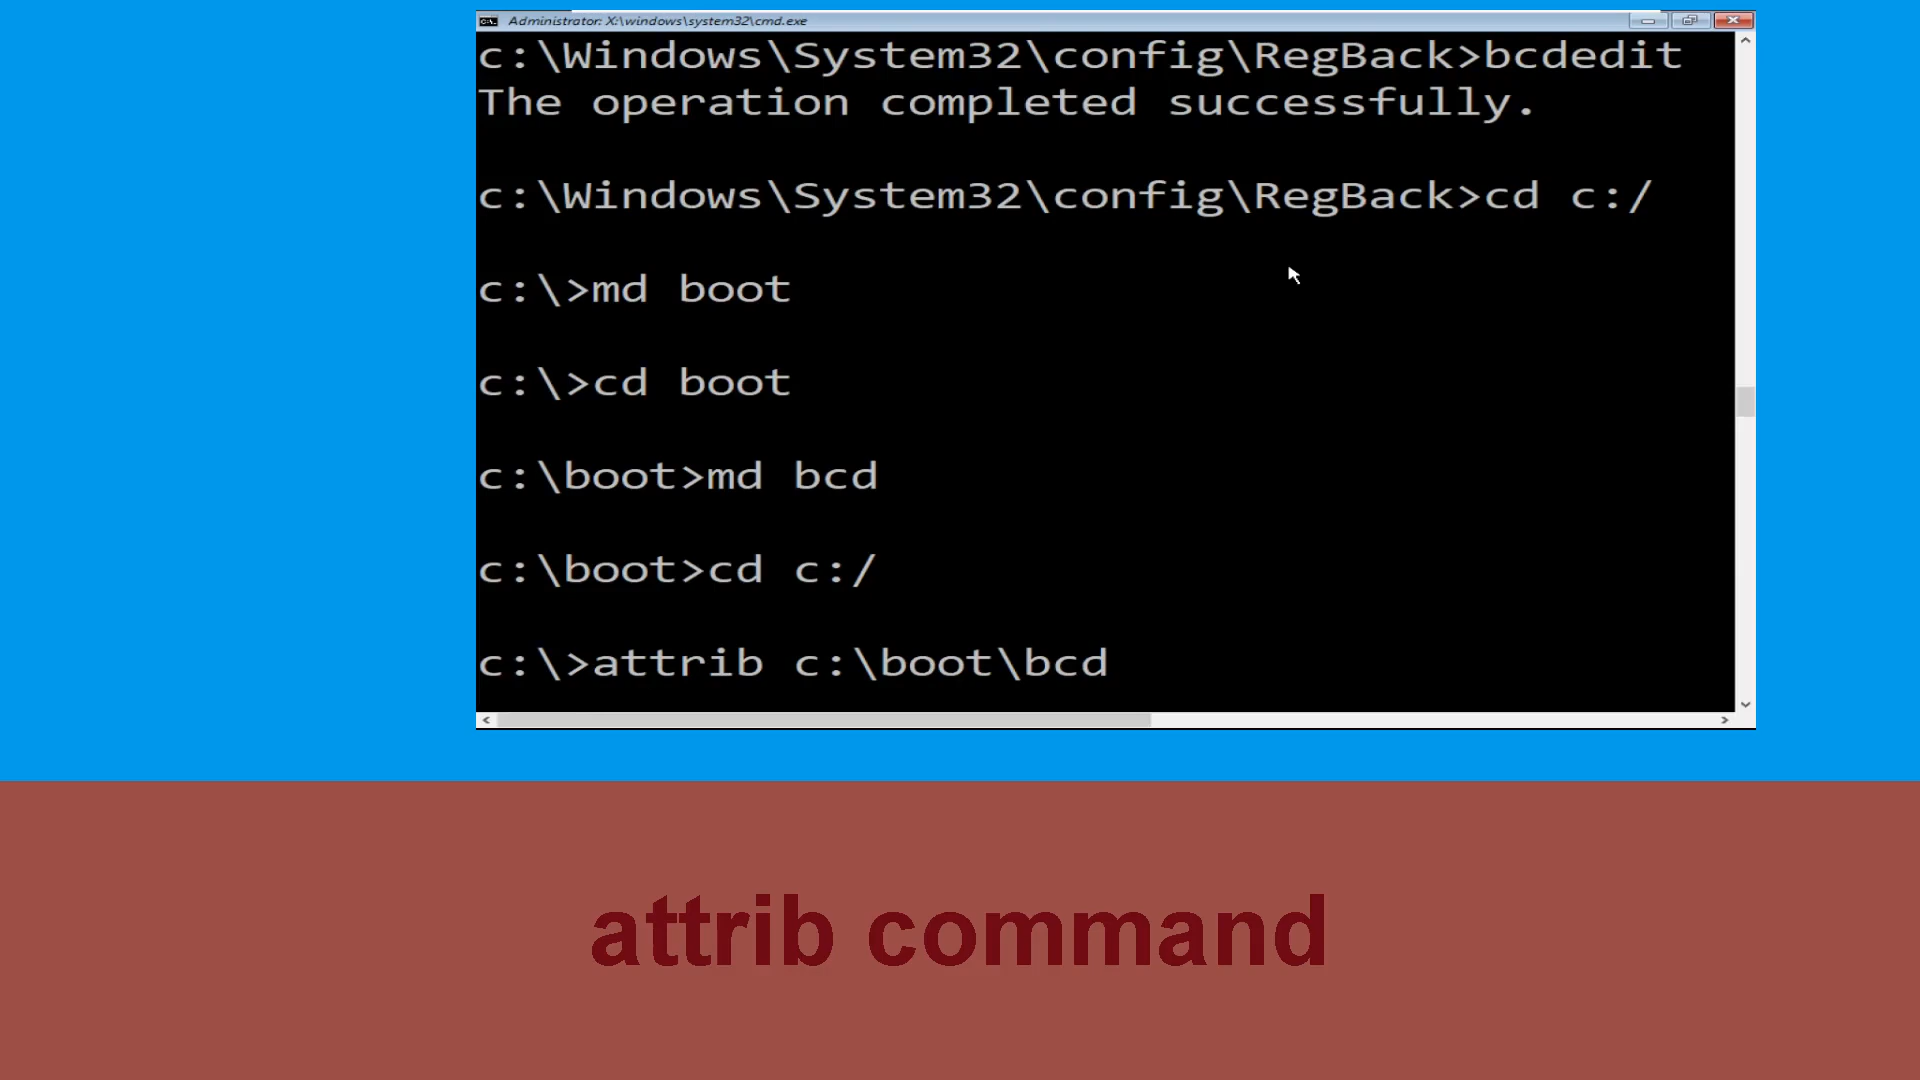 Administrator: X:\windows\system32\cmd.exe
c:\Windows\System32\config\RegBack>bcdedit
The operation completed successfully.
c:\Windows\System32\config\RegBack>cd c:/
c:\>md boot
c:\>cd boot
c:\boot>md bcd
c:\boot>cd c:/
c:\>attrib c:\boot\bcd
attrib command